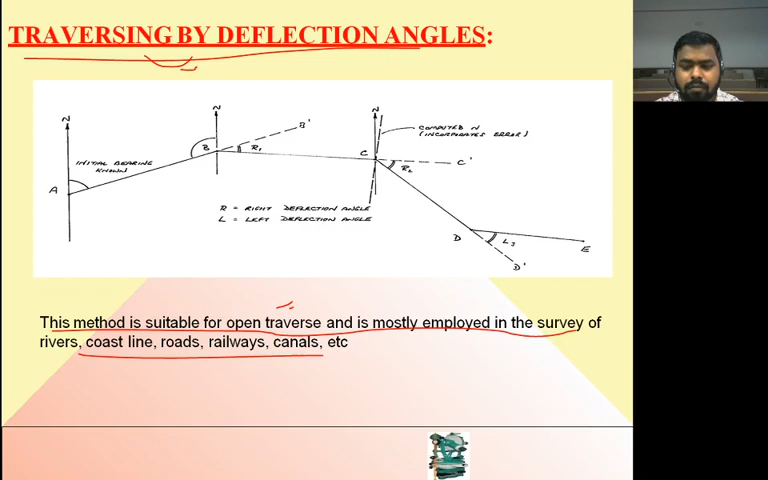 TRAVERSING BY DEFLECTION ANGLES:
N
N
N
B'
COMPUTED N
(INCORPORATES ERROR)
B
R1
C
C'
INITIAL BEARING
KNOWN
R2
A
R = RIGHT DEFLECTION ANGLE
L = LEFT DEFLECTION ANGLE
D
L3
E
D'
This method is suitable for open traverse and is mostly employed in the survey of
rivers, coast line, roads, railways, canals, etc